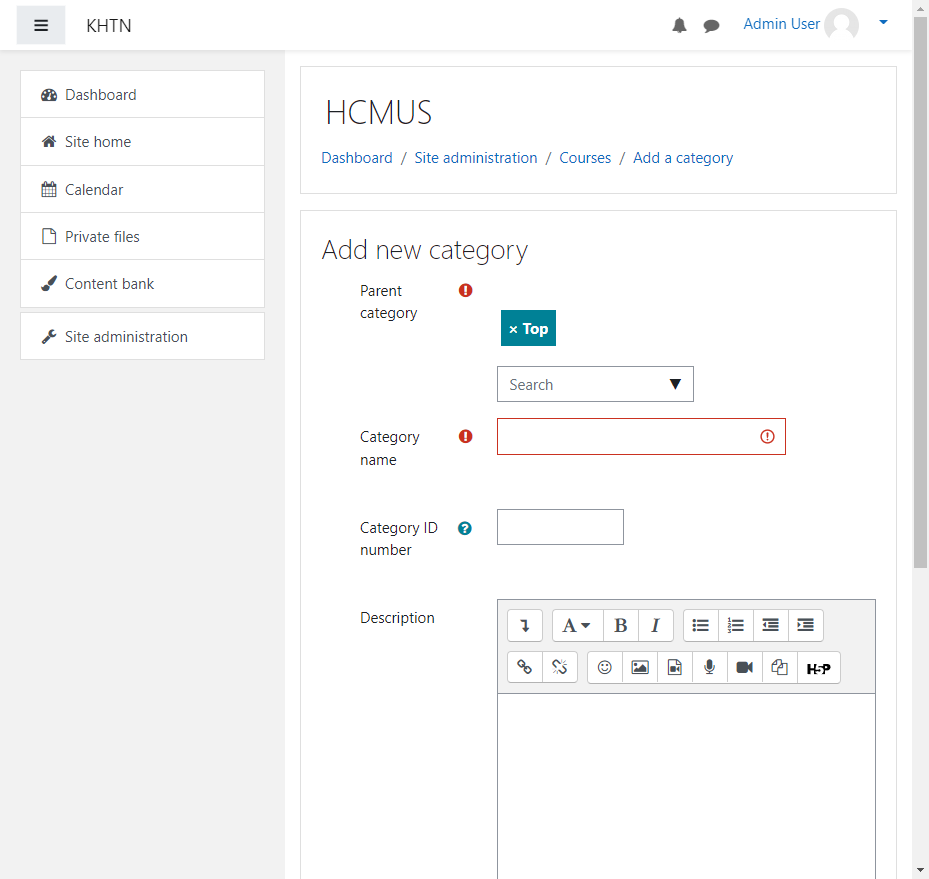 KHTN
Admin User
Dashboard
Site home
Calendar
Private files
Content bank
Site administration
HCMUS
Dashboard / Site administration / Courses / Add a category
Add new category
Parent
category
× Top
Search
Category
name
Category ID
number
Description
A B I
H5P